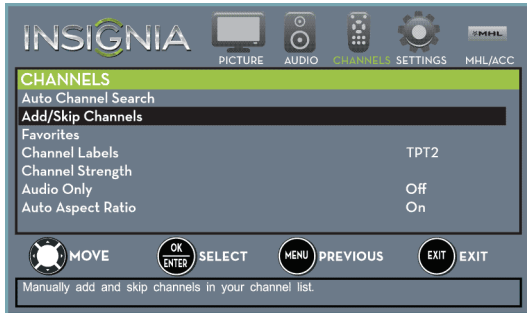 INSIGNIA
PICTURE AUDIO CHANNELS SETTINGS MHL/ACC
MHL
CHANNELS
Auto Channel Search
Add/Skip Channels
Favorites
Channel Labels TPT2
Channel Strength
Audio Only Off
Auto Aspect Ratio On
MOVE OK ENTER SELECT MENU PREVIOUS EXIT EXIT
Manually add and skip channels in your channel list.